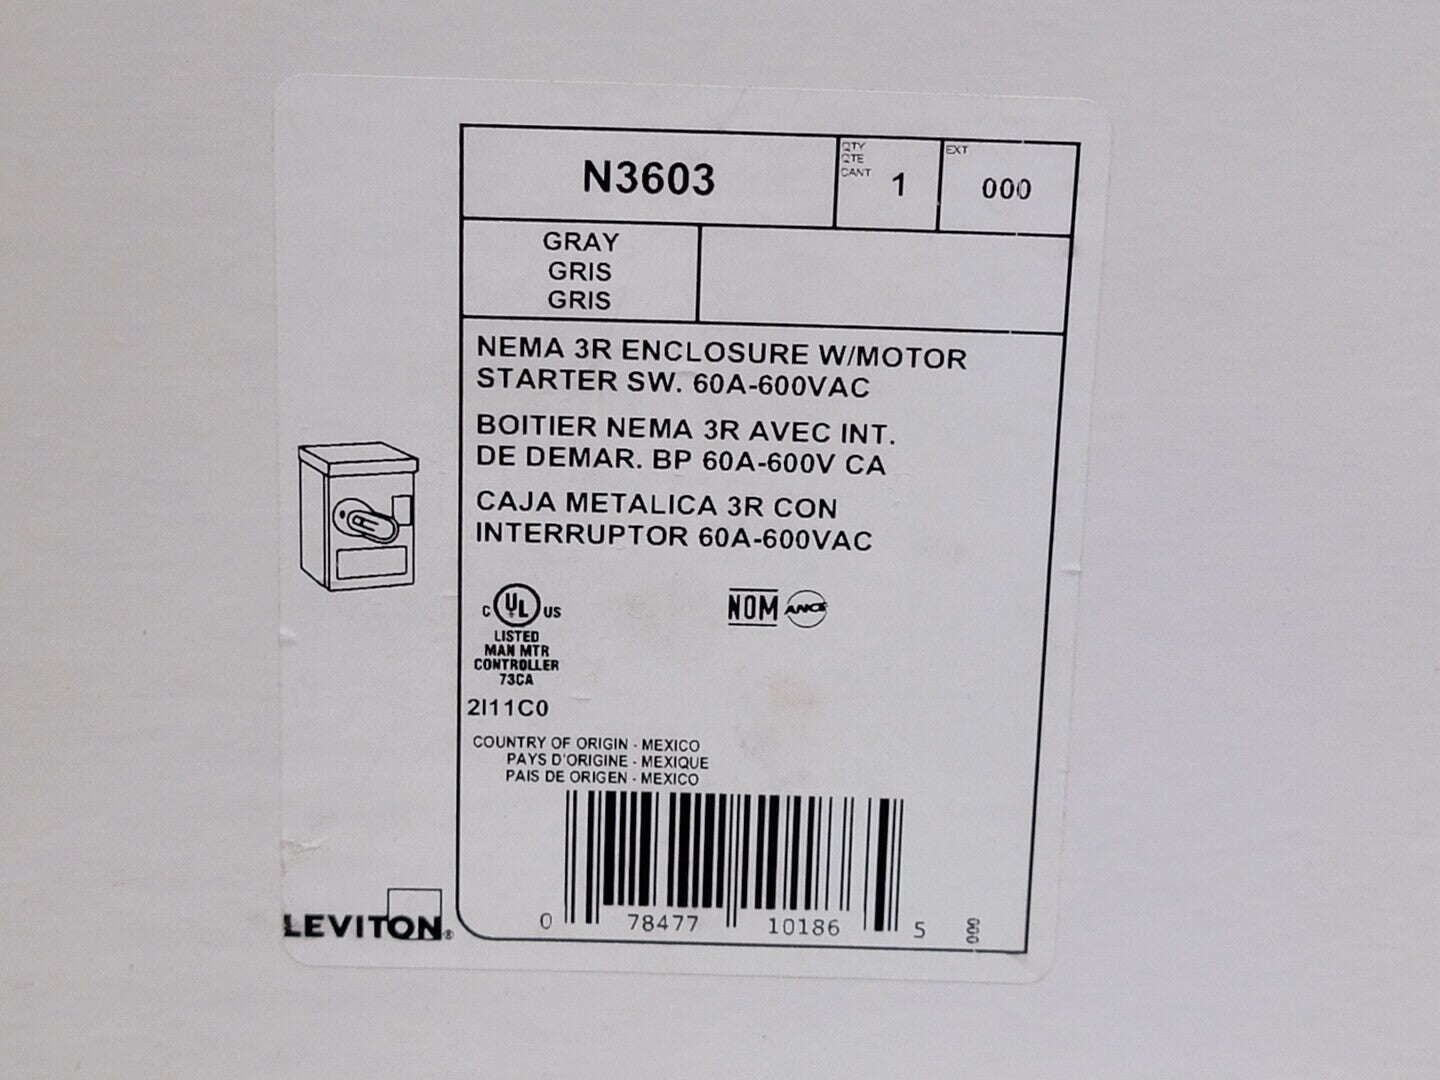 N3603
QTY
QTE
CANT 1
EXT
000
GRAY
GRIS
GRIS
NEMA 3R ENCLOSURE W/MOTOR
STARTER SW. 60A-600VAC
BOITIER NEMA 3R AVEC INT.
DE DEMAR. BP 60A-600V CA
CAJA METALICA 3R CON
INTERRUPTOR 60A-600VAC
C UL US
LISTED
MAN MTR
CONTROLLER
73CA
NOM ANCE
2I11C0
COUNTRY OF ORIGIN - MEXICO
PAYS D'ORIGINE - MEXIQUE
PAIS DE ORIGEN - MEXICO
0 78477 10186 5
000
LEVITON®